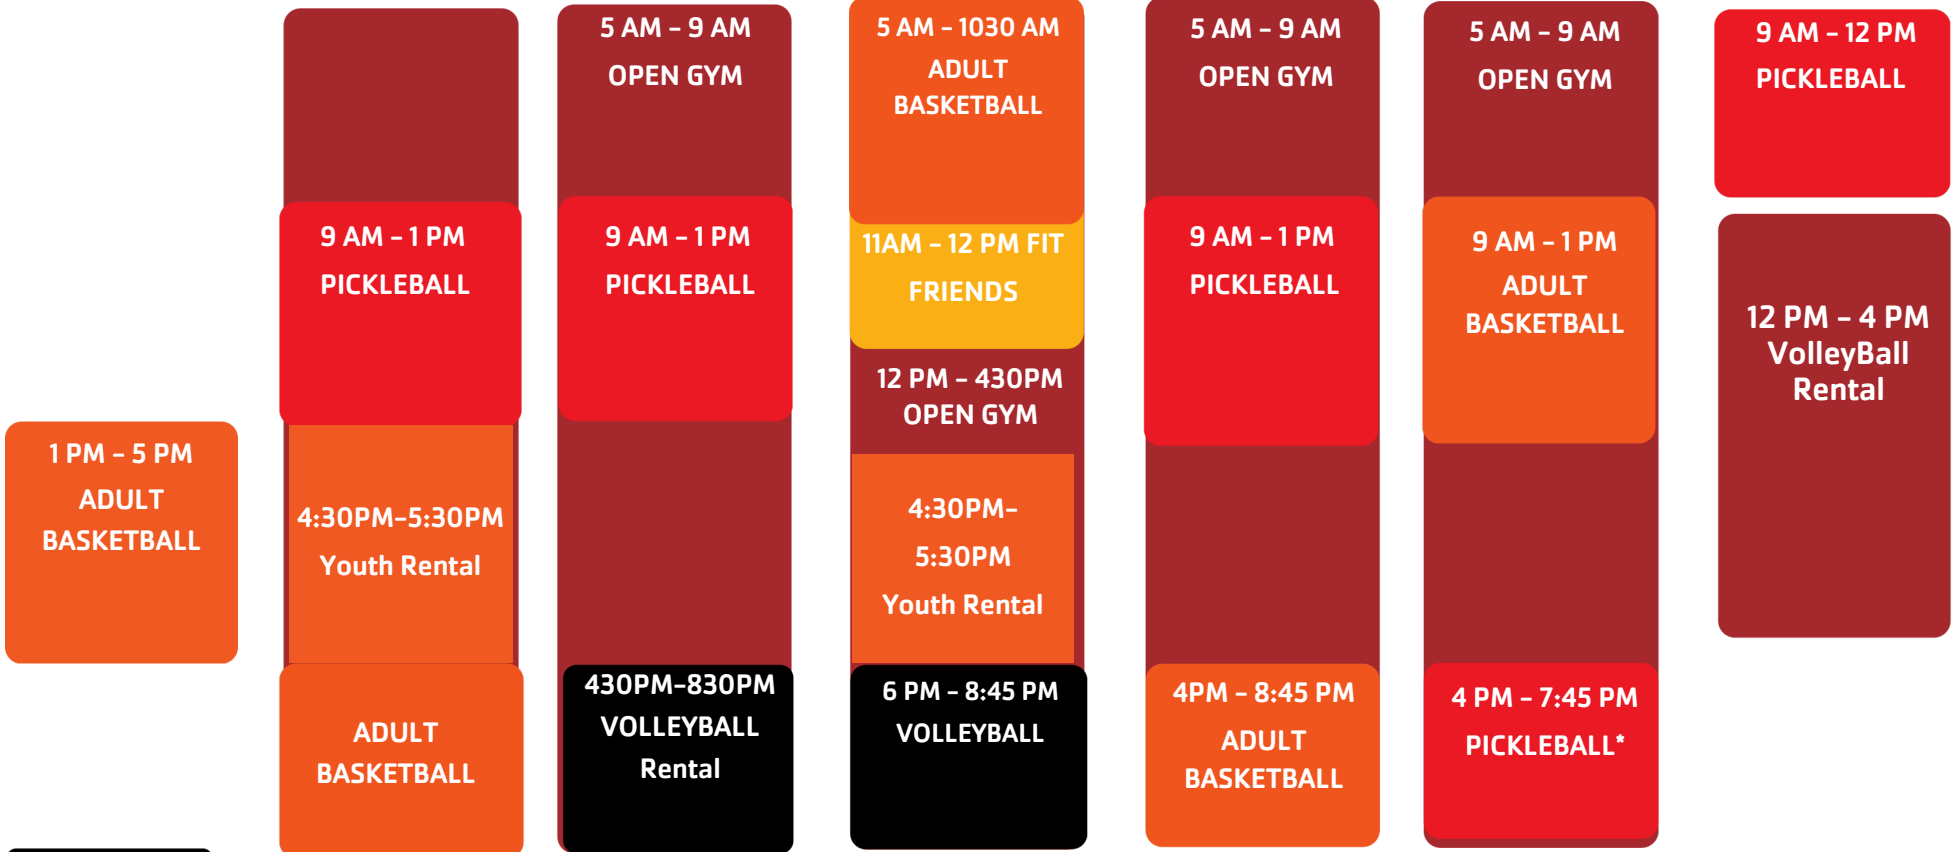 1 PM – 5 PM
ADULT
BASKETBALL
9 AM – 1 PM
PICKLEBALL
4:30PM–5:30PM
Youth Rental
ADULT
BASKETBALL
5 AM – 9 AM
OPEN GYM
9 AM – 1 PM
PICKLEBALL
430PM–830PM
VOLLEYBALL
Rental
5 AM – 1030 AM
ADULT
BASKETBALL
11AM – 12 PM FIT
FRIENDS
12 PM – 430PM
OPEN GYM
4:30PM–
5:30PM
Youth Rental
6 PM – 8:45 PM
VOLLEYBALL
5 AM – 9 AM
OPEN GYM
9 AM – 1 PM
PICKLEBALL
4PM – 8:45 PM
ADULT
BASKETBALL
5 AM – 9 AM
OPEN GYM
9 AM – 1 PM
ADULT
BASKETBALL
4 PM – 7:45 PM
PICKLEBALL*
9 AM – 12 PM
PICKLEBALL
12 PM – 4 PM
VolleyBall
Rental